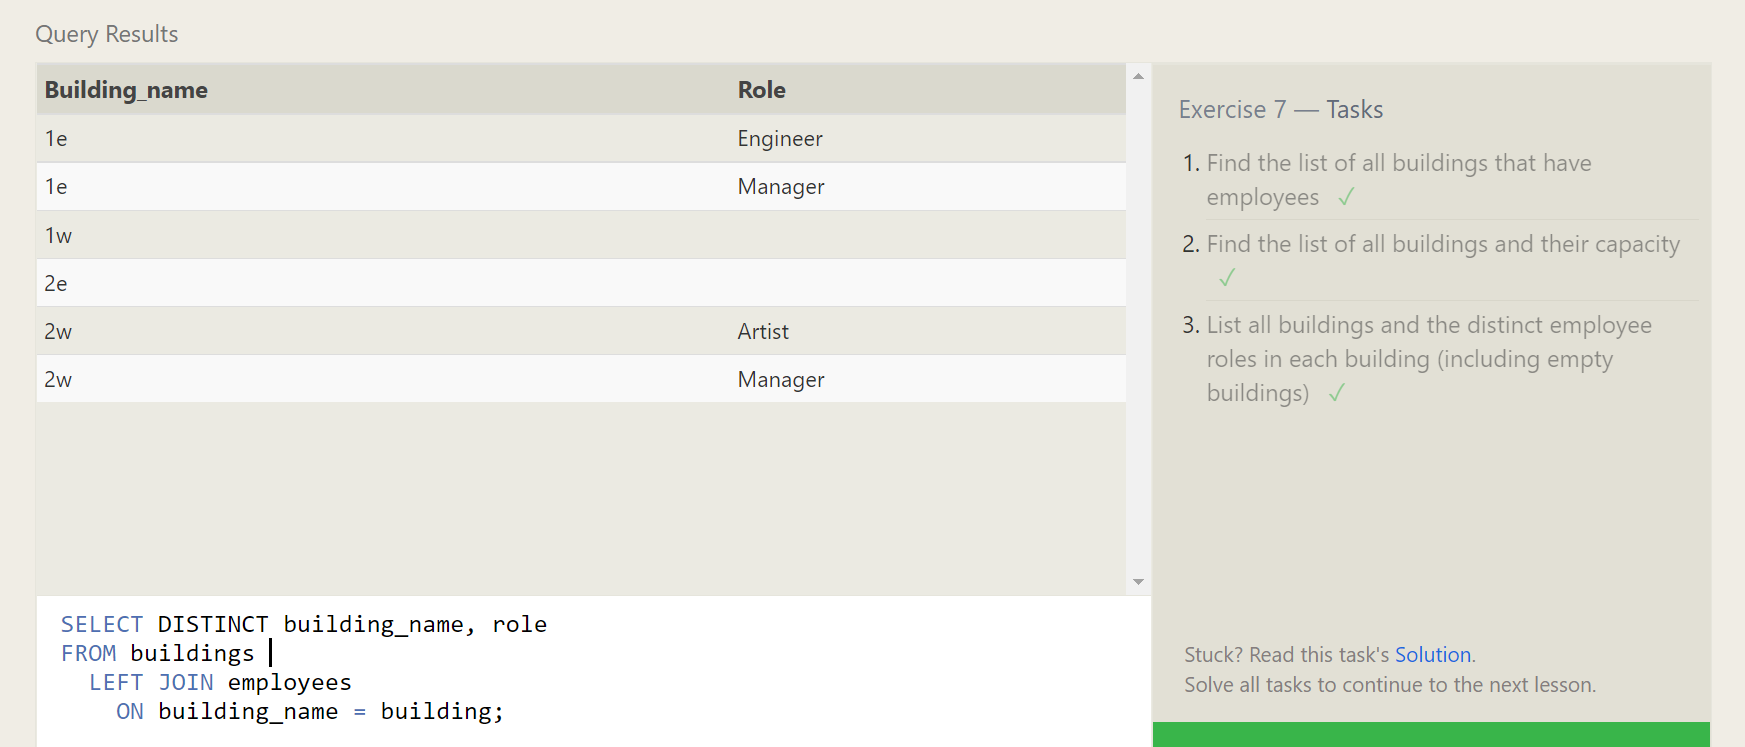 Query Results
Building_name Role
1e Engineer
1e Manager
1w
2e
2w Artist
2w Manager
SELECT DISTINCT building_name, role
FROM buildings
LEFT JOIN employees
ON building_name = building;
Exercise 7 — Tasks
1. Find the list of all buildings that have
employees ✓
2. Find the list of all buildings and their capacity
✓
3. List all buildings and the distinct employee
roles in each building (including empty
buildings) ✓
Stuck? Read this task's Solution.
Solve all tasks to continue to the next lesson.